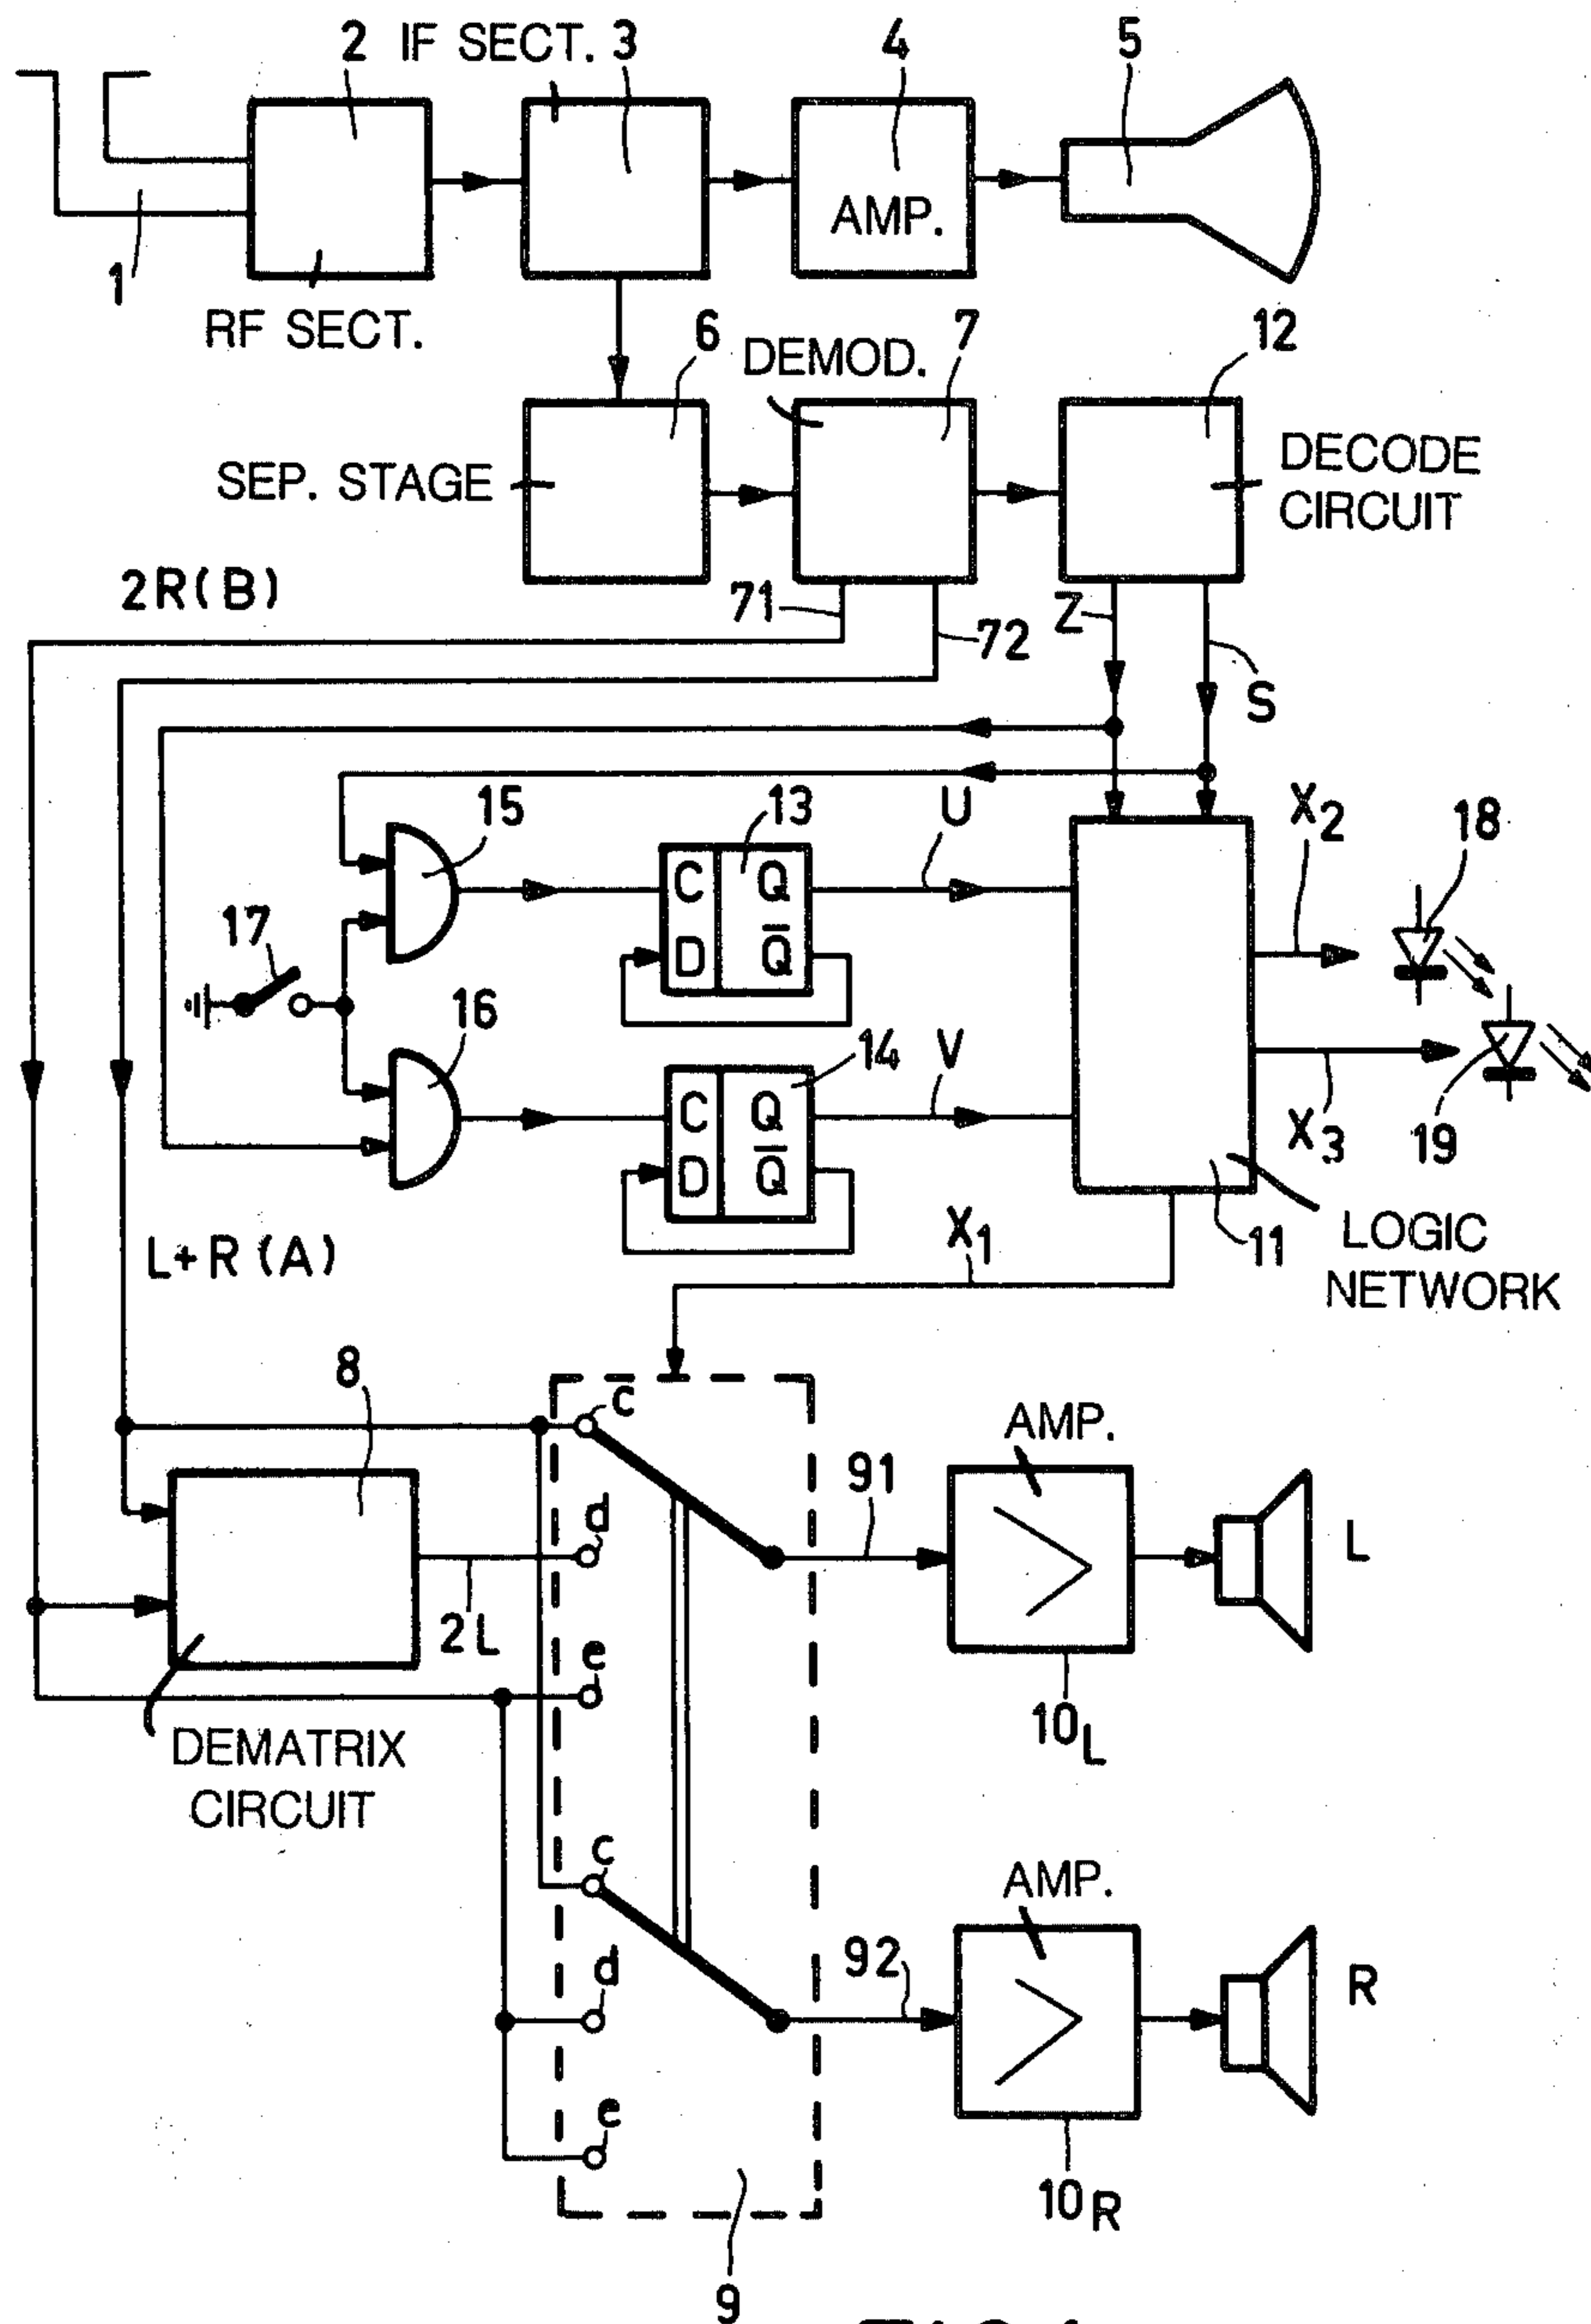 2 IF SECT. 3 4 5
AMP.
1
RF SECT.
6 DEMOD. 7 12
SEP. STAGE
DECODE
CIRCUIT
2R(B)
71 72 Z S
15 13 U X2 18
C Q
D Q̅
17
16 14 V
C Q
D Q̅
X3 19
L+R (A)
X1 11 LOGIC
NETWORK
8 c AMP.
91
d L
2L
e
10L
DEMATRIX
CIRCUIT
c AMP.
92
d R
e
10R
9